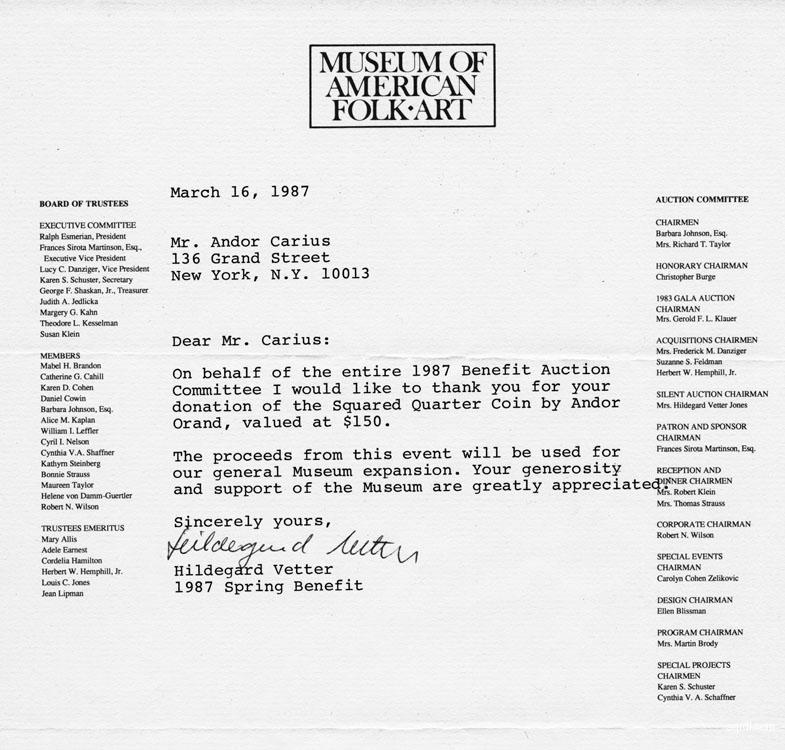 MUSEUM OF
AMERICAN
FOLK•ART
March 16, 1987
Mr. Andor Carius
136 Grand Street
New York, N.Y. 10013
Dear Mr. Carius:
On behalf of the entire 1987 Benefit Auction
Committee I would like to thank you for your
donation of the Squared Quarter Coin by Andor
Orand, valued at $150.
The proceeds from this event will be used for
our general Museum expansion. Your generosity
and support of the Museum are greatly appreciated.
Sincerely yours,
Hildegard Vetter
Hildegard Vetter
1987 Spring Benefit
BOARD OF TRUSTEES
EXECUTIVE COMMITTEE
Ralph Esmerian, President
Frances Sirota Martinson, Esq.,
Executive Vice President
Lucy C. Danziger, Vice President
Karen S. Schuster, Secretary
George F. Shaskan, Jr., Treasurer
Judith A. Jedlicka
Margery G. Kahn
Theodore L. Kesselman
Susan Klein
MEMBERS
Mabel H. Brandon
Catherine G. Cahill
Karen D. Cohen
Daniel Cowin
Barbara Johnson, Esq.
Alice M. Kaplan
William I. Leffler
Cyril I. Nelson
Cynthia V.A. Shaffner
Kathym Steinberg
Bonnie Strauss
Maureen Taylor
Helene von Damm-Guertler
Robert N. Wilson
TRUSTEES EMERITUS
Mary Allis
Adele Earnest
Cordelia Hamilton
Herbert W. Hemphill, Jr.
Louis C. Jones
Jean Lipman
AUCTION COMMITTEE
CHAIRMEN
Barbara Johnson, Esq.
Mrs. Richard T. Taylor
HONORARY CHAIRMAN
Christopher Burge
1983 GALA AUCTION
CHAIRMAN
Mrs. Gerold F. L. Klauer
ACQUISITIONS CHAIRMEN
Mrs. Frederick M. Danziger
Suzanne S. Feldman
Herbert W. Hemphill, Jr.
SILENT AUCTION CHAIRMAN
Mrs. Hildegard Vetter Jones
PATRON AND SPONSOR
CHAIRMAN
Frances Sirota Martinson, Esq.
RECEPTION AND
DINNER CHAIRMEN
Mrs. Robert Klein
Mrs. Thomas Strauss
CORPORATE CHAIRMAN
Robert N. Wilson
SPECIAL EVENTS
CHAIRMAN
Carolyn Cohen Zelikovic
DESIGN CHAIRMAN
Ellen Blissman
PROGRAM CHAIRMAN
Mrs. Martin Brody
SPECIAL PROJECTS
CHAIRMEN
Karen S. Schuster
Cynthia V. A. Schaffner